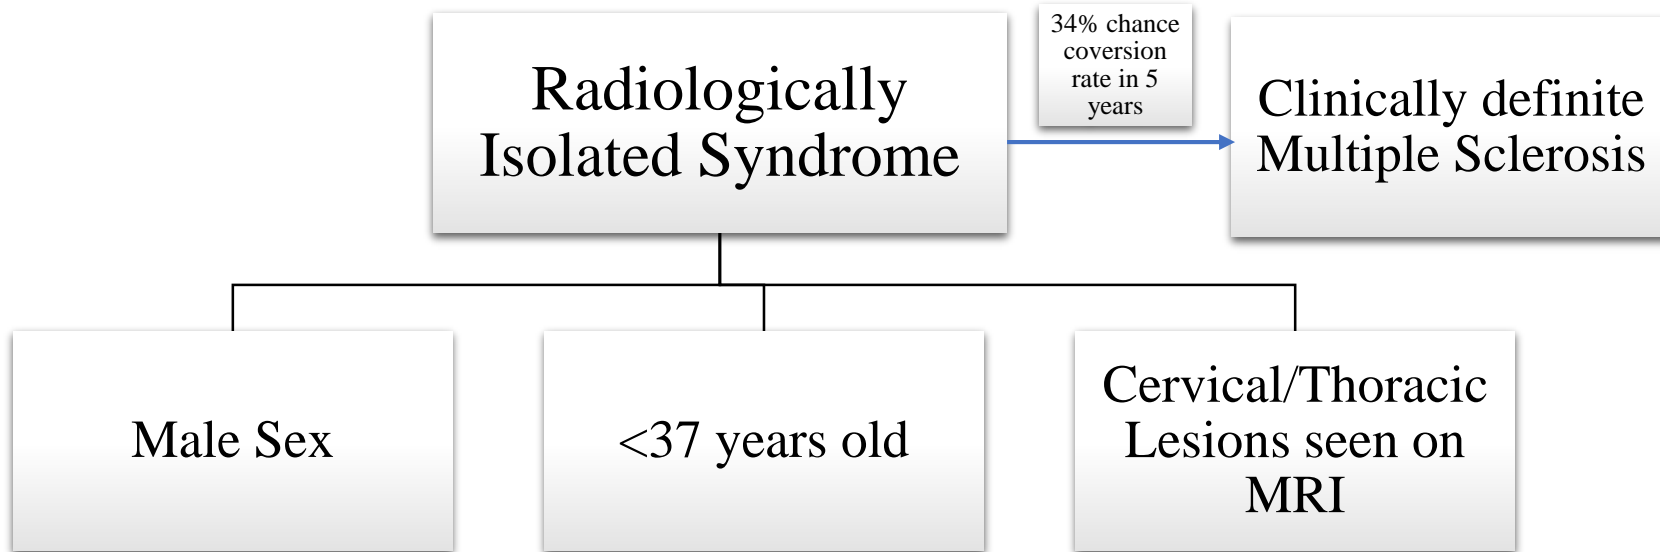 Radiologically
Isolated Syndrome
34% chance
coversion
rate in 5
years
Clinically definite
Multiple Sclerosis
Male Sex
<37 years old
Cervical/Thoracic
Lesions seen on
MRI